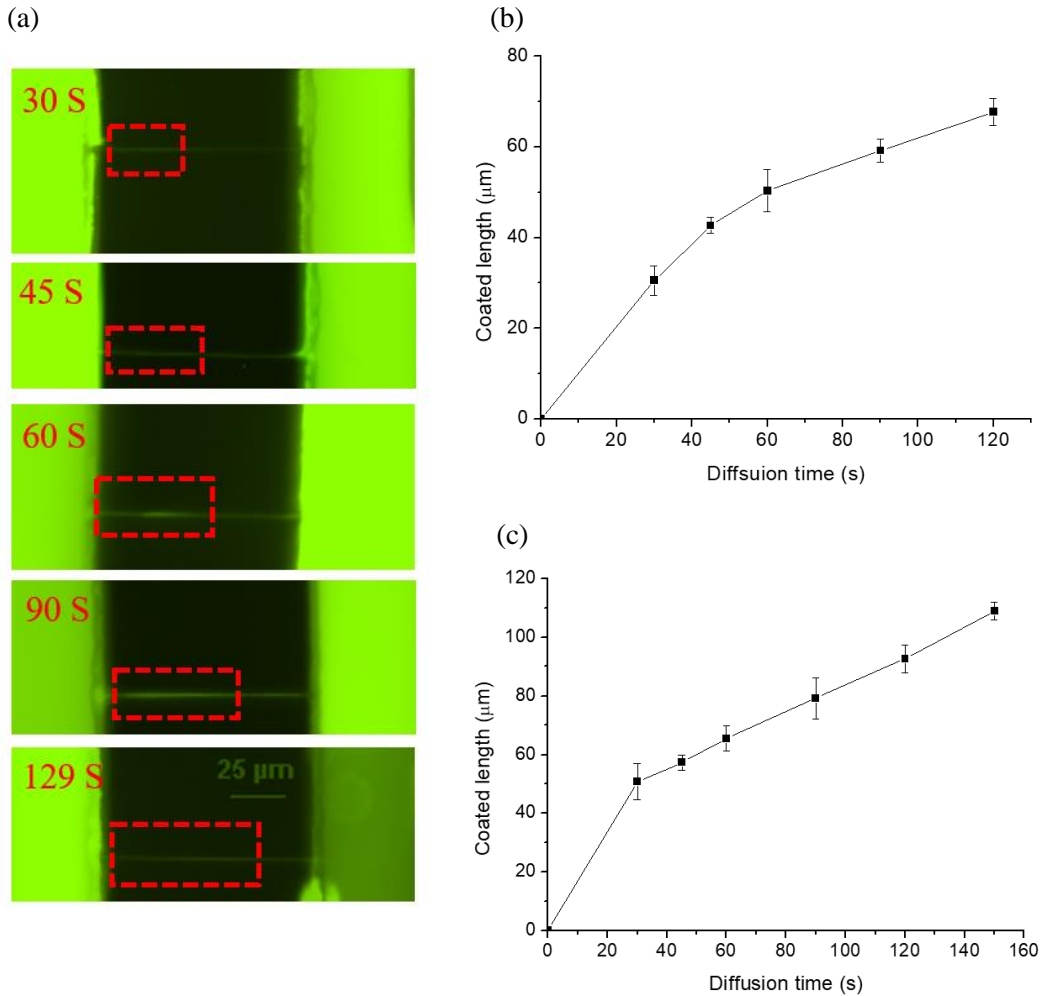 (a)
30 S
45 S
60 S
90 S
129 S
25 µm
(b)
80
60
40
20
0
Coated length (µm)
0 20 40 60 80 100 120
Diffsuion time (s)
(c)
120
100
80
60
40
20
0
Coated length (µm)
0 20 40 60 80 100 120 140 160
Diffusion time (s)